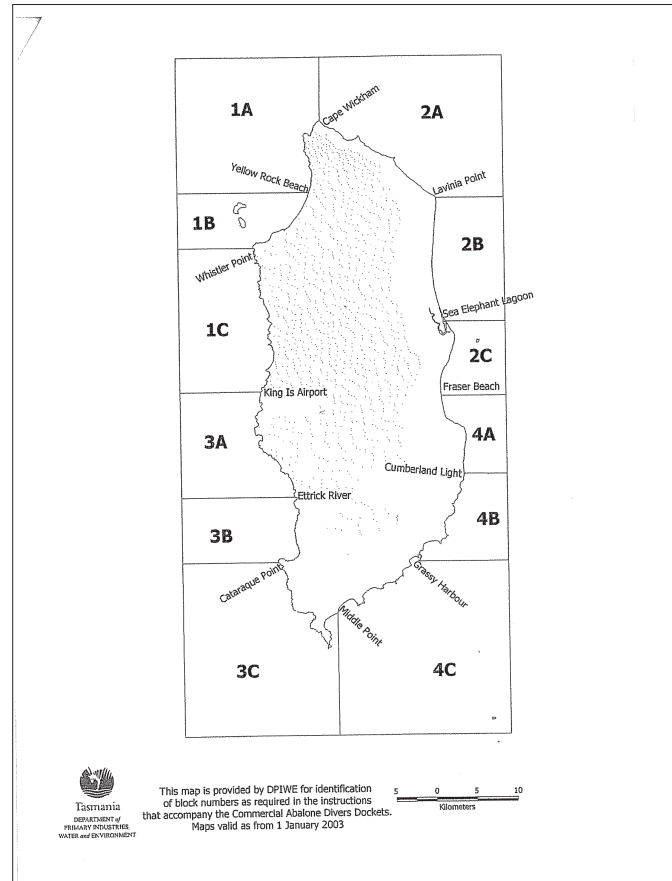 1A
Cape Wickham
2A
Yellow Rock Beach
Lavinia Point
1B
2B
Whistler Point
Sea Elephant Lagoon
1C
2C
King Is Airport
Fraser Beach
3A
4A
Cumberland Light
Ettrick River
3B
4B
Cataraque Point
Grassy Harbour
Middle Point
3C
4C
Tasmania
DEPARTMENT of
PRIMARY INDUSTRIES,
WATER and ENVIRONMENT
This map is provided by DPIWE for identification
of block numbers as required in the instructions
that accompany the Commercial Abalone Divers Dockets.
Maps valid as from 1 January 2003
5 0 5 10
Kilometers